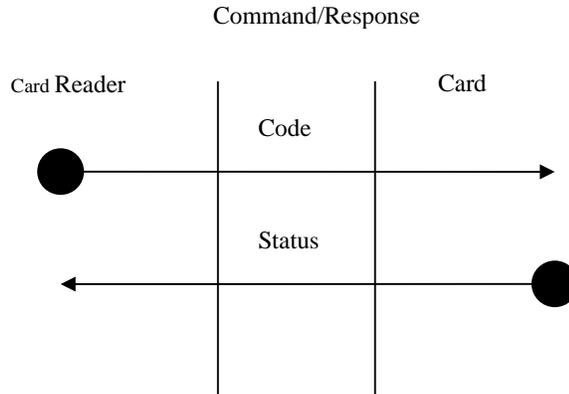 Command/Response
Card Reader
Card
Code
Status